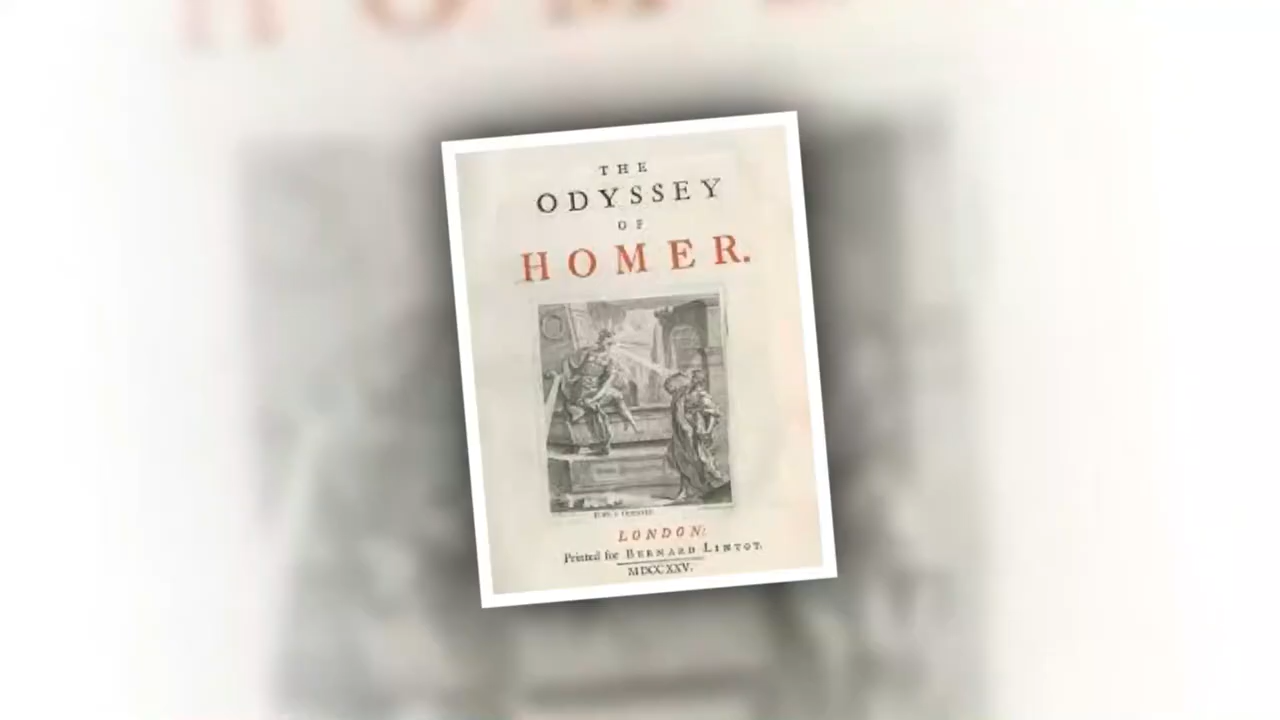 THE
ODYSSEY
OF
HOMER.
LONDON:
Printed for BERNARD LINTOT.
MDCCXXV.